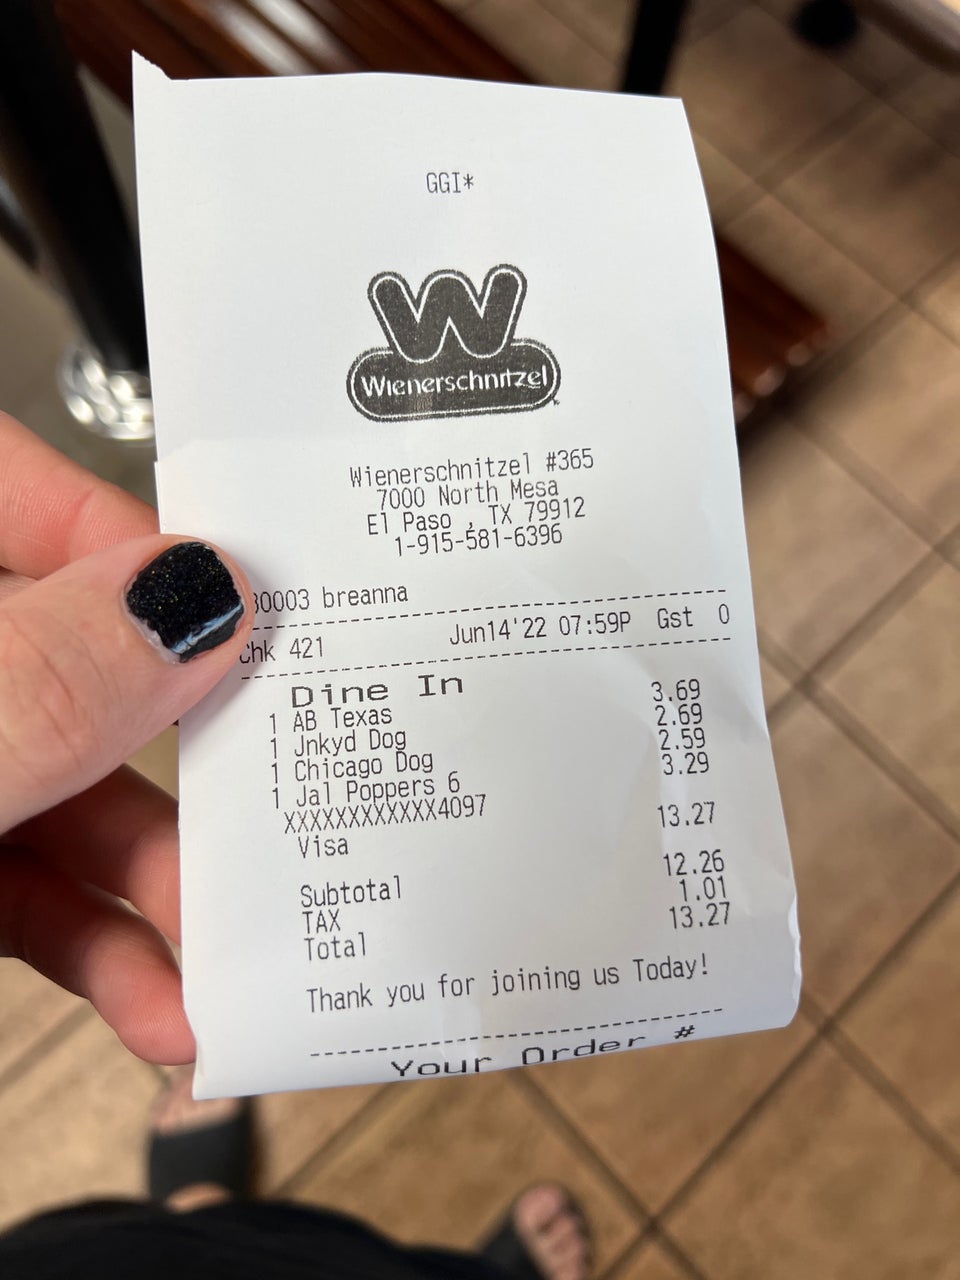 GGI*
W
Wienerschnitzel
Wienerschnitzel #365
7000 North Mesa
El Paso , TX 79912
1-915-581-6396
30003 breanna
Chk 421 Jun14'22 07:59P Gst 0
Dine In
1 AB Texas 3.69
1 Jnkyd Dog 2.69
1 Chicago Dog 2.59
1 Jal Poppers 6 3.29
XXXXXXXXXXXX4097
Visa 13.27
Subtotal 12.26
TAX 1.01
Total 13.27
Thank you for joining us Today!
Your Order #